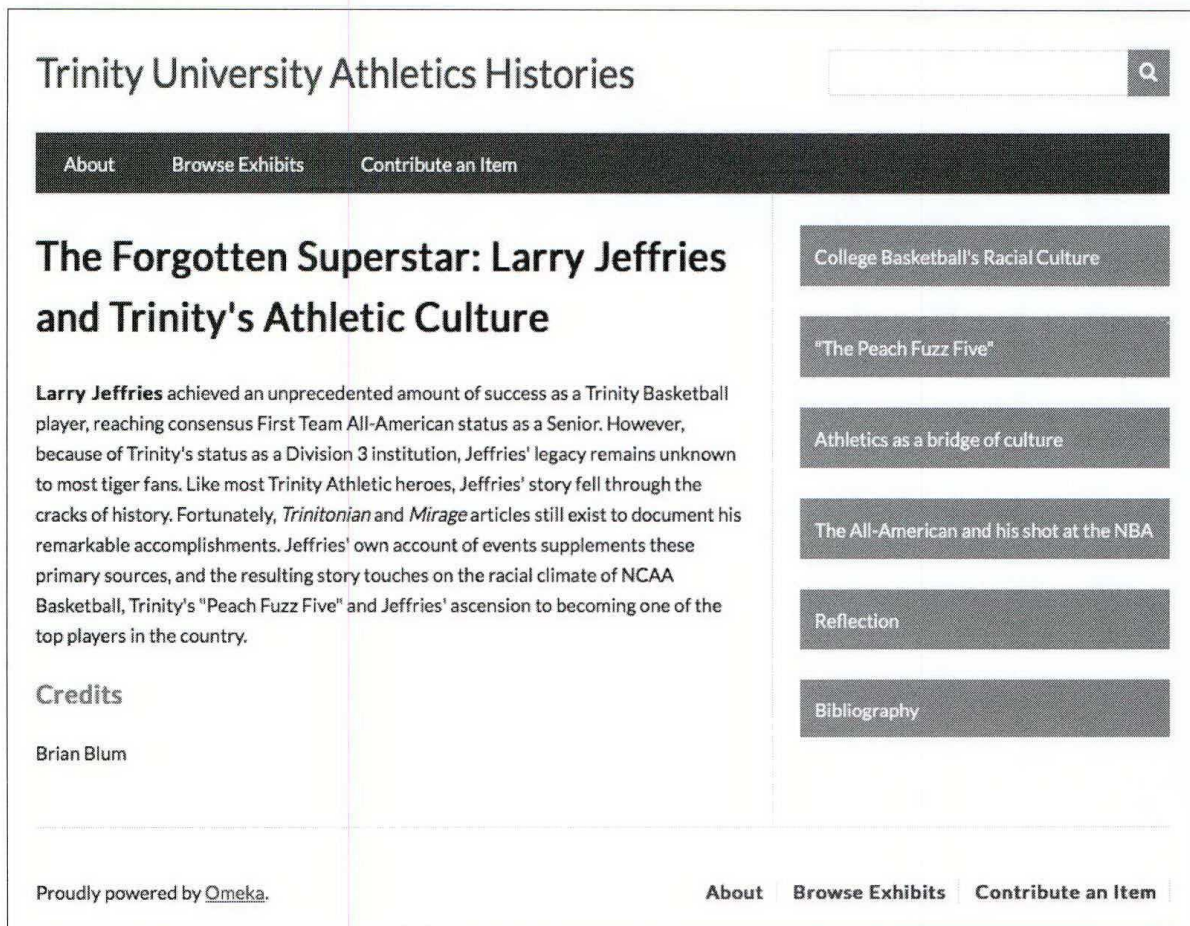 Trinity University Athletics Histories
About Browse Exhibits Contribute an Item
The Forgotten Superstar: Larry Jeffries
and Trinity's Athletic Culture
Larry Jeffries achieved an unprecedented amount of success as a Trinity Basketball
player, reaching consensus First Team All-American status as a Senior. However,
because of Trinity's status as a Division 3 institution, Jeffries' legacy remains unknown
to most tiger fans. Like most Trinity Athletic heroes, Jeffries' story fell through the
cracks of history. Fortunately, Trinitonian and Mirage articles still exist to document his
remarkable accomplishments. Jeffries' own account of events supplements these
primary sources, and the resulting story touches on the racial climate of NCAA
Basketball, Trinity's "Peach Fuzz Five" and Jeffries' ascension to becoming one of the
top players in the country.
Credits
Brian Blum
College Basketball's Racial Culture
"The Peach Fuzz Five"
Athletics as a bridge of culture
The All-American and his shot at the NBA
Reflection
Bibliography
Proudly powered by Omeka.
About Browse Exhibits Contribute an Item